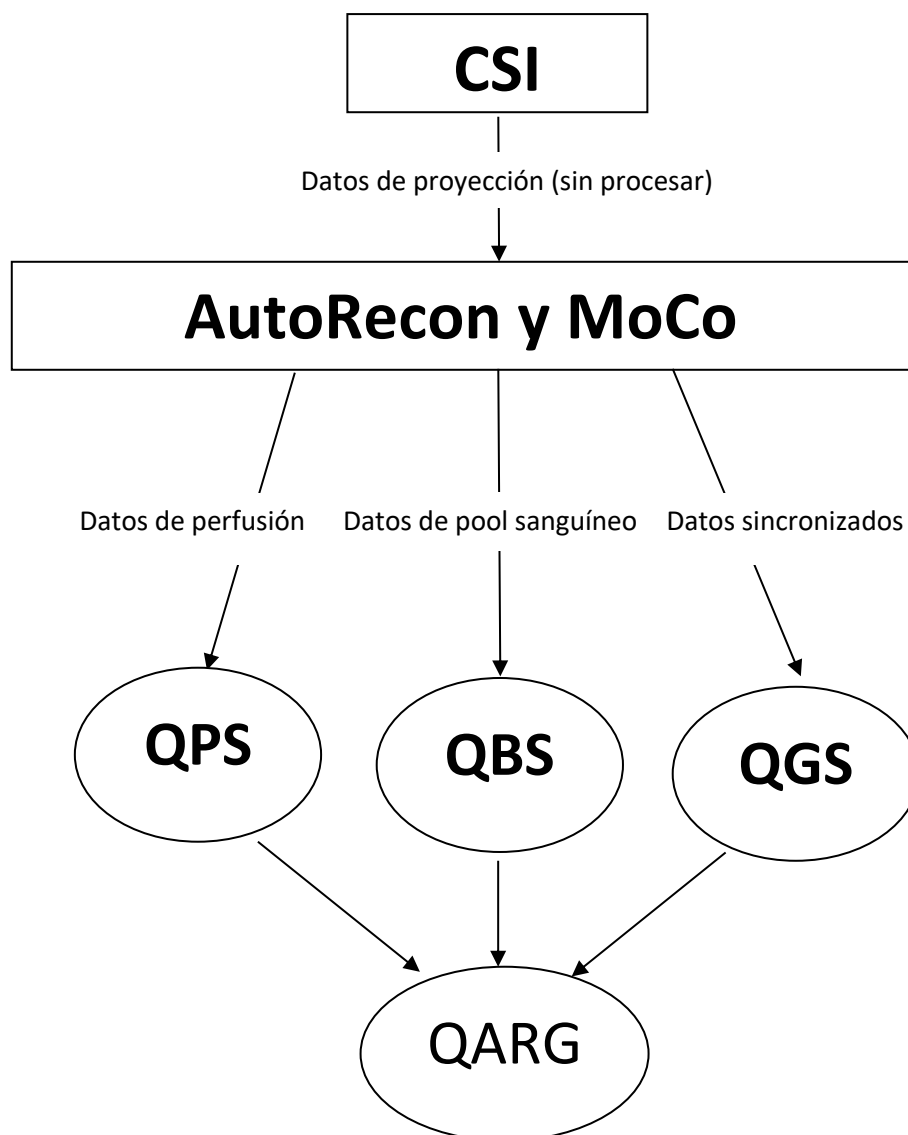 CSI
Datos de proyección (sin procesar)
AutoRecon y MoCo
Datos de perfusión
Datos de pool sanguíneo
Datos sincronizados
QPS
QBS
QGS
QARG